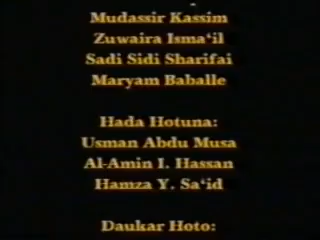 Mudassir Kassim
Zuwaira Isma‘il
Sadi Sidi Sharifai
Maryam Baballe
Hada Hotuna:
Usman Abdu Musa
Al-Amin I. Hassan
Hamza Y. Sa‘id
Daukar Hoto: